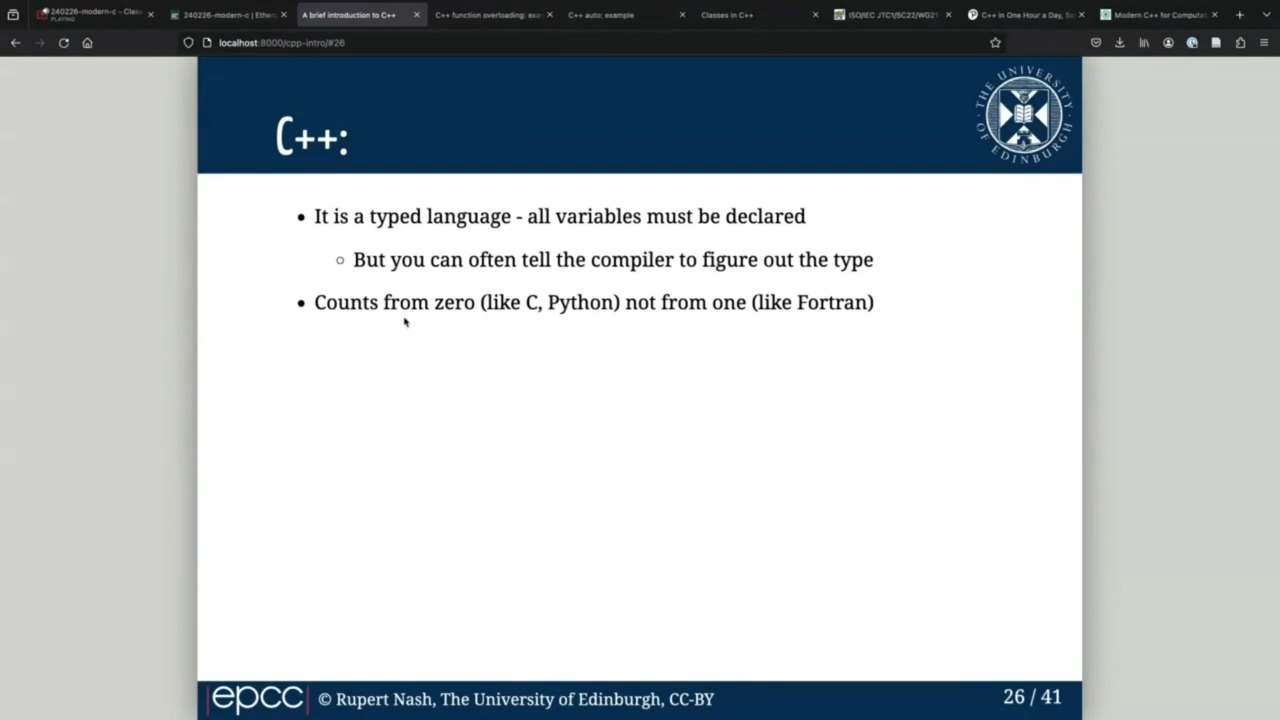 240226-modern-c - Clas
PLAYING
240226-modern-c | Ethe
A brief introduction to C++
C++ function overloading: exa
C++ auto: example
Classes in C++
ISO/IEC JTC1/SC22/WG21
C++ in One Hour a Day, S
Modern C++ for Computat
localhost:8000/cpp-intro/#26
THE UNIVERSITY OF EDINBURGH
C++:
• It is a typed language - all variables must be declared
○ But you can often tell the compiler to figure out the type
• Counts from zero (like C, Python) not from one (like Fortran)
epcc © Rupert Nash, The University of Edinburgh, CC-BY 26 / 41